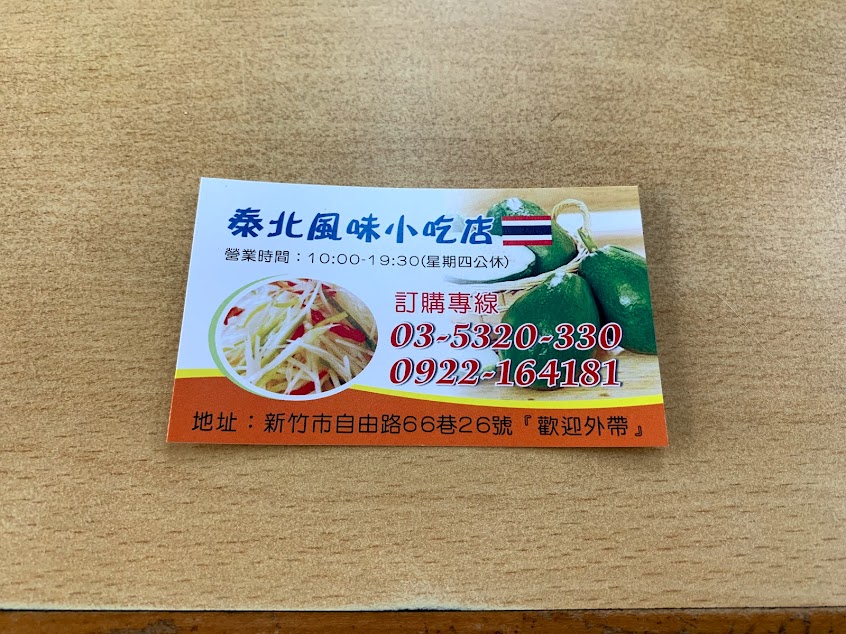 泰北風味小吃店
營業時間：10:00-19:30(星期四公休)
訂購專線
03-5320-330
0922-164181
地址：新竹市自由路66巷26號『歡迎外帶』